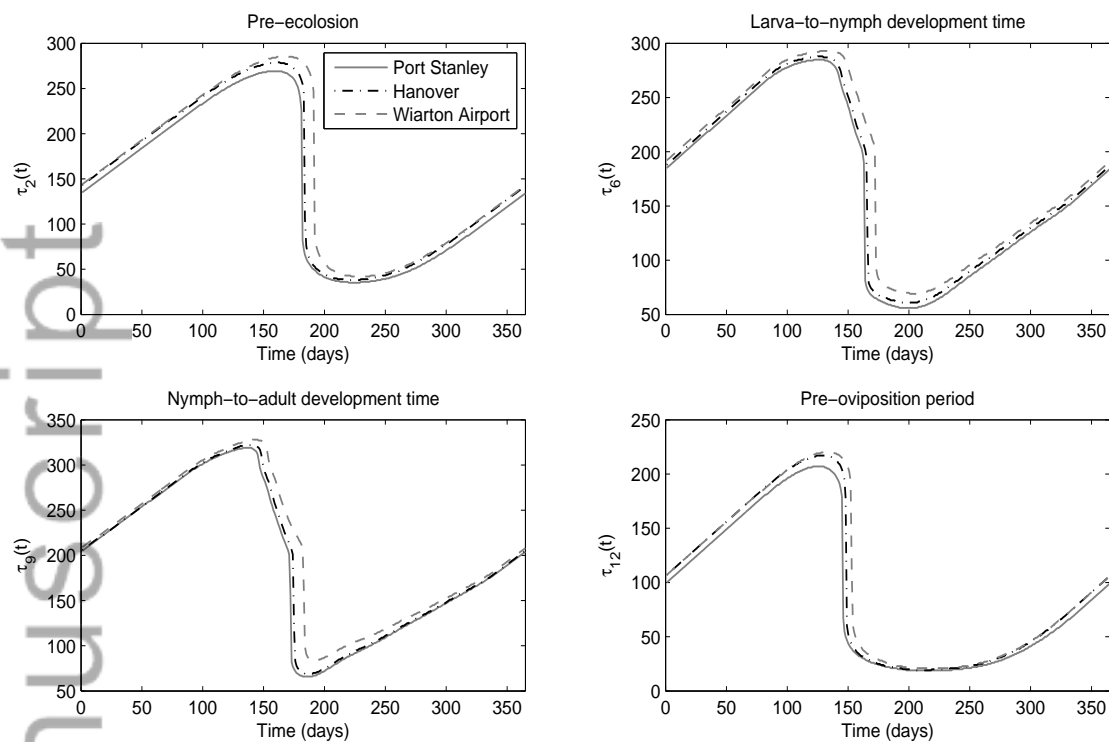 Pre−ecolosion
300
250
200
150
100
50
0
0 50 100 150 200 250 300 350
Time (days)
τ2(t)
Port Stanley
Hanover
Wiarton Airport
Larva−to−nymph development time
300
250
200
150
100
50
0 50 100 150 200 250 300 350
Time (days)
τ6(t)
Nymph−to−adult development time
350
300
250
200
150
100
50
0 50 100 150 200 250 300 350
Time (days)
τ9(t)
Pre−oviposition period
250
200
150
100
50
0
0 50 100 150 200 250 300 350
Time (days)
τ12(t)
nuscript